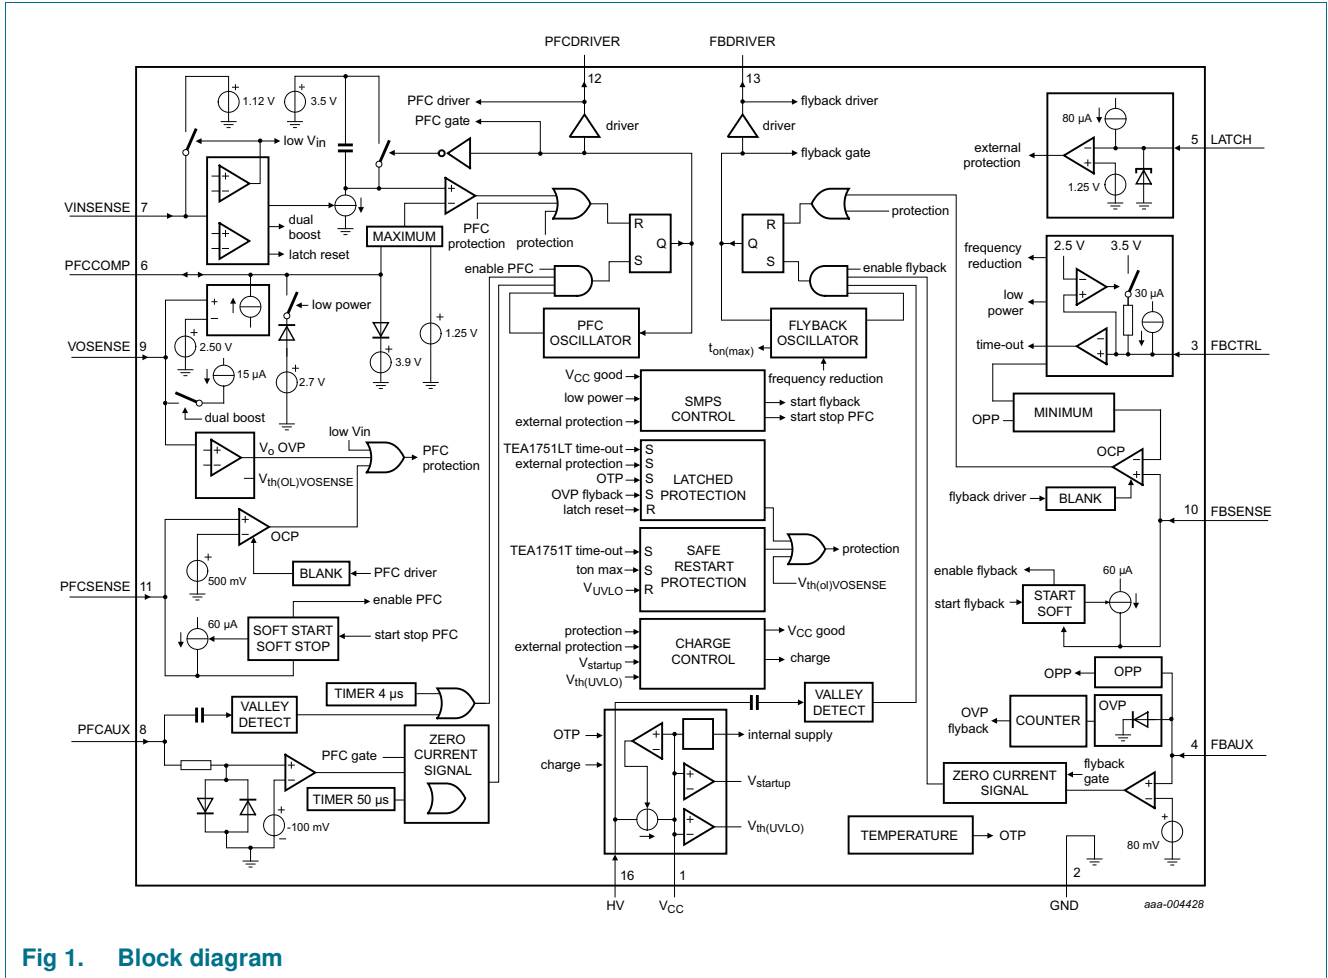 PFCDRIVER
FBDRIVER
12
13
1.12 V
3.5 V
PFC driver
PFC gate
driver
low Vin
flyback driver
driver
flyback gate
80 μA
external
protection
1.25 V
5
LATCH
VINSENSE
7
dual
boost
latch reset
MAXIMUM
PFC
protection
protection
R
Q
S
R
Q
S
protection
PFCCOMP
6
enable PFC
enable flyback
frequency
reduction
2.5 V
3.5 V
30 μA
low
power
time-out
3
FBCTRL
low power
2.50 V
VOSENSE
9
15 μA
2.7 V
3.9 V
1.25 V
dual boost
PFC
OSCILLATOR
FLYBACK
OSCILLATOR
ton(max)
frequency reduction
VCC good
low power
external protection
SMPS
CONTROL
start flyback
start stop PFC
OPP
MINIMUM
low Vin
Vo OVP
Vth(OL)VOSENSE
PFC
protection
TEA1751LT time-out
external protection
OTP
OVP flyback
latch reset
S
S
S
S
R
LATCHED
PROTECTION
OCP
flyback driver
BLANK
10
FBSENSE
OCP
500 mV
BLANK
PFC driver
PFCSENSE
11
enable PFC
TEA1751T time-out
ton max
VUVLO
S
S
R
SAFE
RESTART
PROTECTION
protection
Vth(ol)VOSENSE
enable flyback
start flyback
START
SOFT
60 μA
60 μA
SOFT START
SOFT STOP
start stop PFC
protection
external protection
Vstartup
Vth(UVLO)
CHARGE
CONTROL
VCC good
charge
OPP
OPP
TIMER 4 μs
VALLEY
DETECT
VALLEY
DETECT
OVP
flyback
COUNTER
OVP
PFCAUX
8
PFC gate
ZERO
CURRENT
SIGNAL
TIMER 50 μs
-100 mV
OTP
charge
internal supply
Vstartup
Vth(UVLO)
4
FBAUX
flyback
gate
ZERO CURRENT
SIGNAL
80 mV
TEMPERATURE
OTP
16
1
2
HV
VCC
GND
aaa-004428
Fig 1. Block diagram